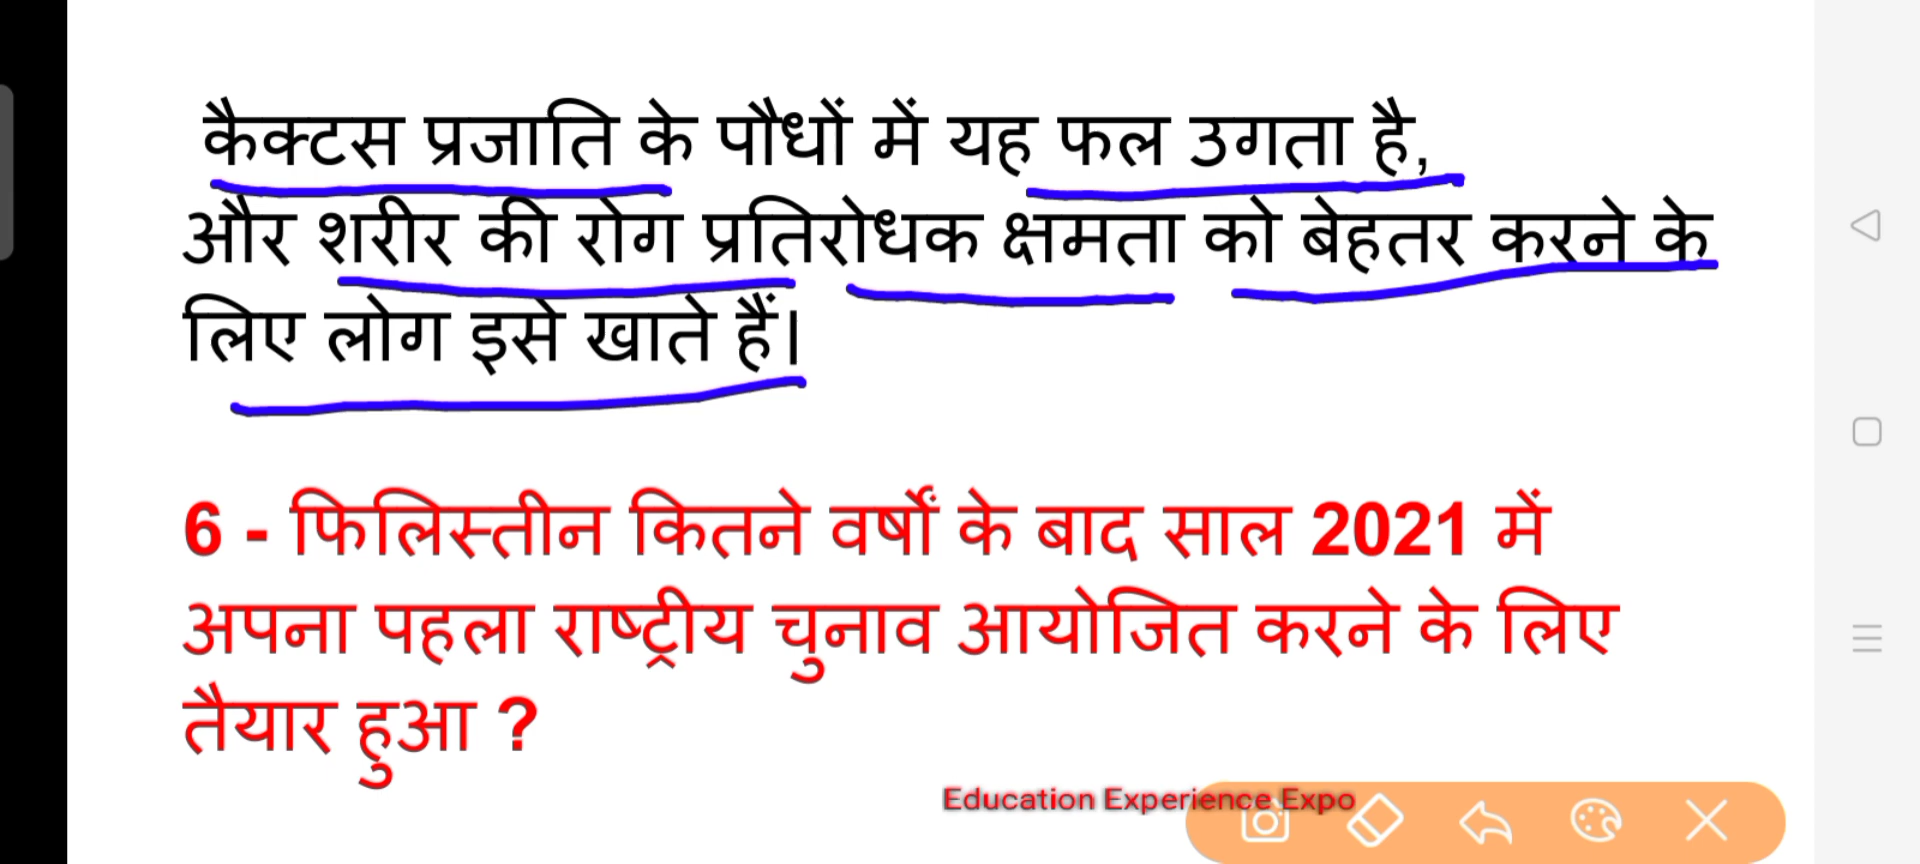 कैक्टस प्रजाति के पौधों में यह फल उगता है,
और शरीर की रोग प्रतिरोधक क्षमता को बेहतर करने के
लिए लोग इसे खाते हैं।
6 - फिलिस्तीन कितने वर्षों के बाद साल 2021 में
अपना पहला राष्ट्रीय चुनाव आयोजित करने के लिए
तैयार हुआ ?
Education Experience Expo